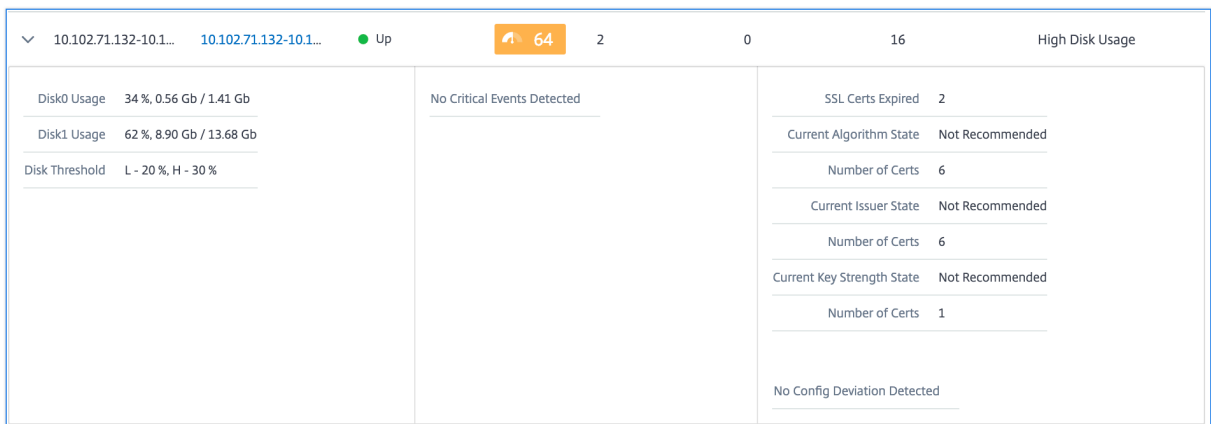 10.102.71.132-10.1... 10.102.71.132-10.1... Up 64 2 0 16 High Disk Usage
Disk0 Usage 34 %, 0.56 Gb / 1.41 Gb
Disk1 Usage 62 %, 8.90 Gb / 13.68 Gb
Disk Threshold L - 20 %, H - 30 %
No Critical Events Detected
SSL Certs Expired 2
Current Algorithm State Not Recommended
Number of Certs 6
Current Issuer State Not Recommended
Number of Certs 6
Current Key Strength State Not Recommended
Number of Certs 1
No Config Deviation Detected